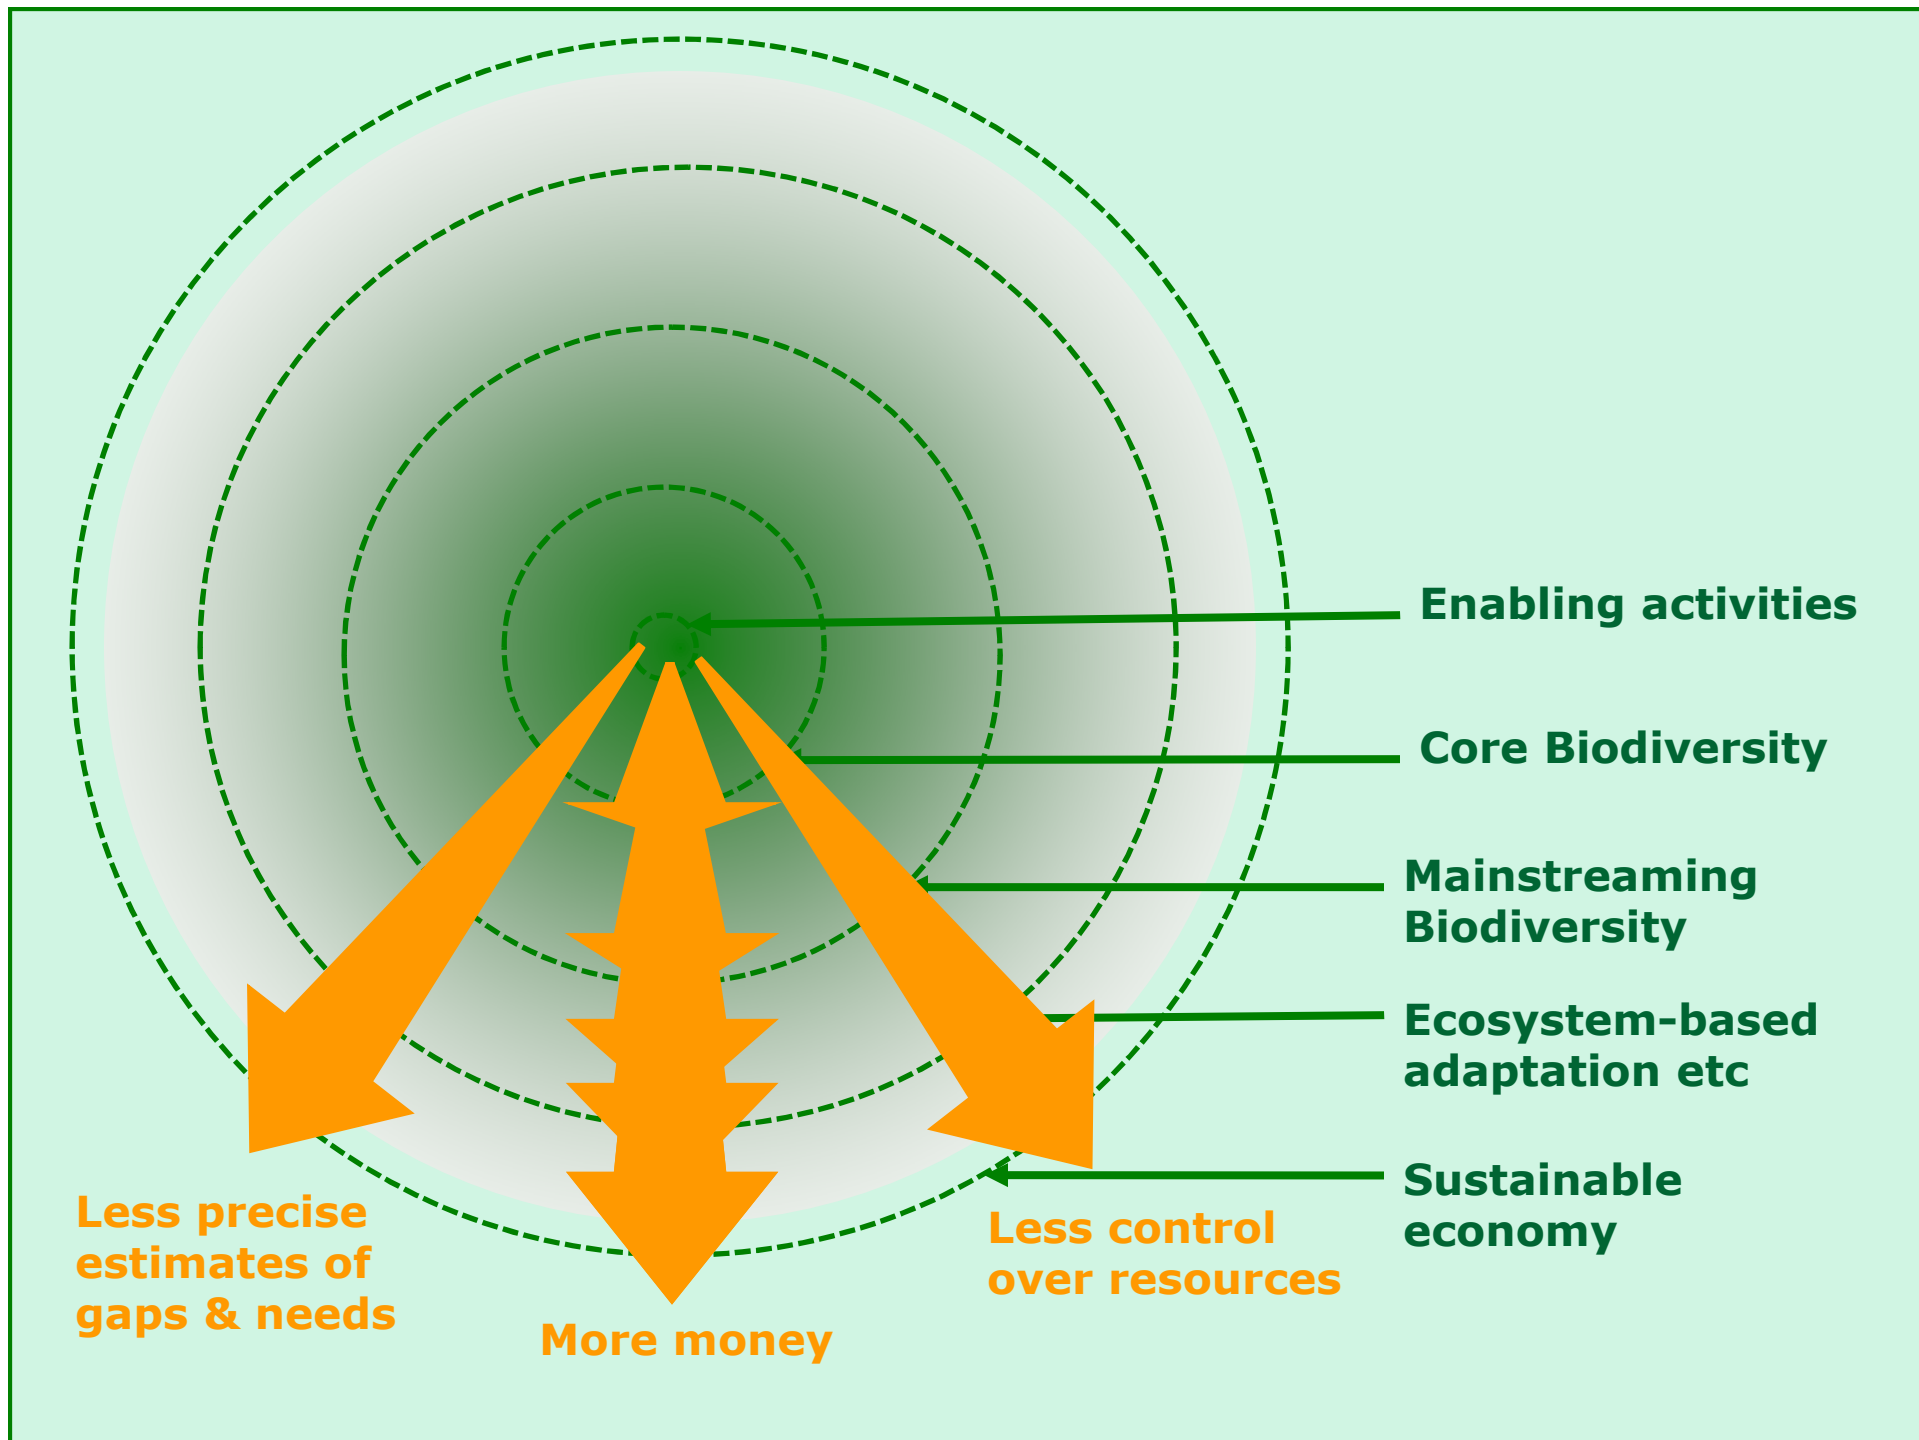 Enabling activities
Core Biodiversity
Mainstreaming
Biodiversity
Ecosystem-based
adaptation etc
Sustainable
economy
Less precise
estimates of
gaps & needs
More money
Less control
over resources